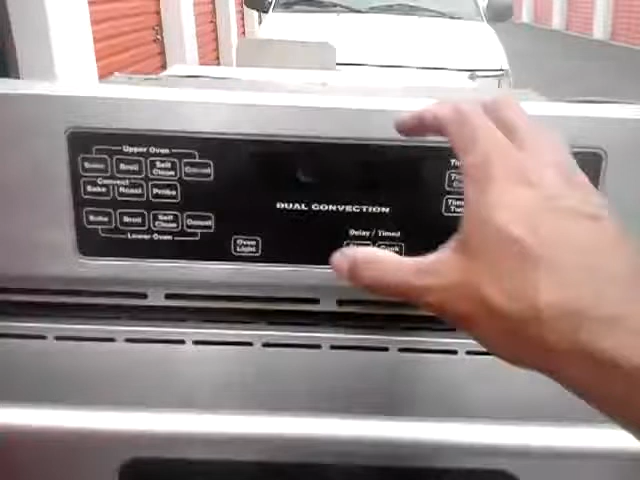 Upper Oven
Bake Broil Self Clean Cancel
Convect
Bake Roast Probe
Bake Broil Self Clean Cancel
Lower Oven
Oven Light
DUAL CONVECTION
Delay / Timed
Cook